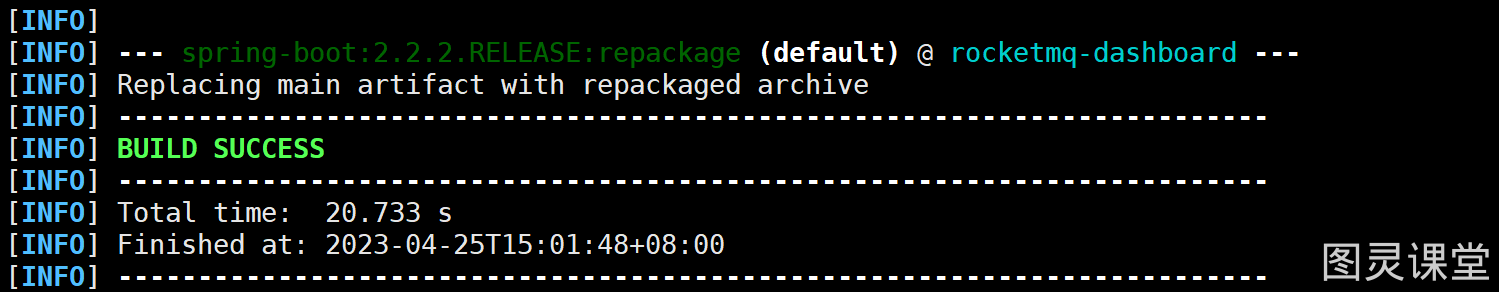 [INFO]
[INFO] --- spring-boot:2.2.2.RELEASE:repackage (default) @ rocketmq-dashboard ---
[INFO] Replacing main artifact with repackaged archive
[INFO] ------------------------------------------------------------------------
[INFO] BUILD SUCCESS
[INFO] ------------------------------------------------------------------------
[INFO] Total time:  20.733 s
[INFO] Finished at: 2023-04-25T15:01:48+08:00
[INFO] ------------------------------------------------------------------------
图灵课堂